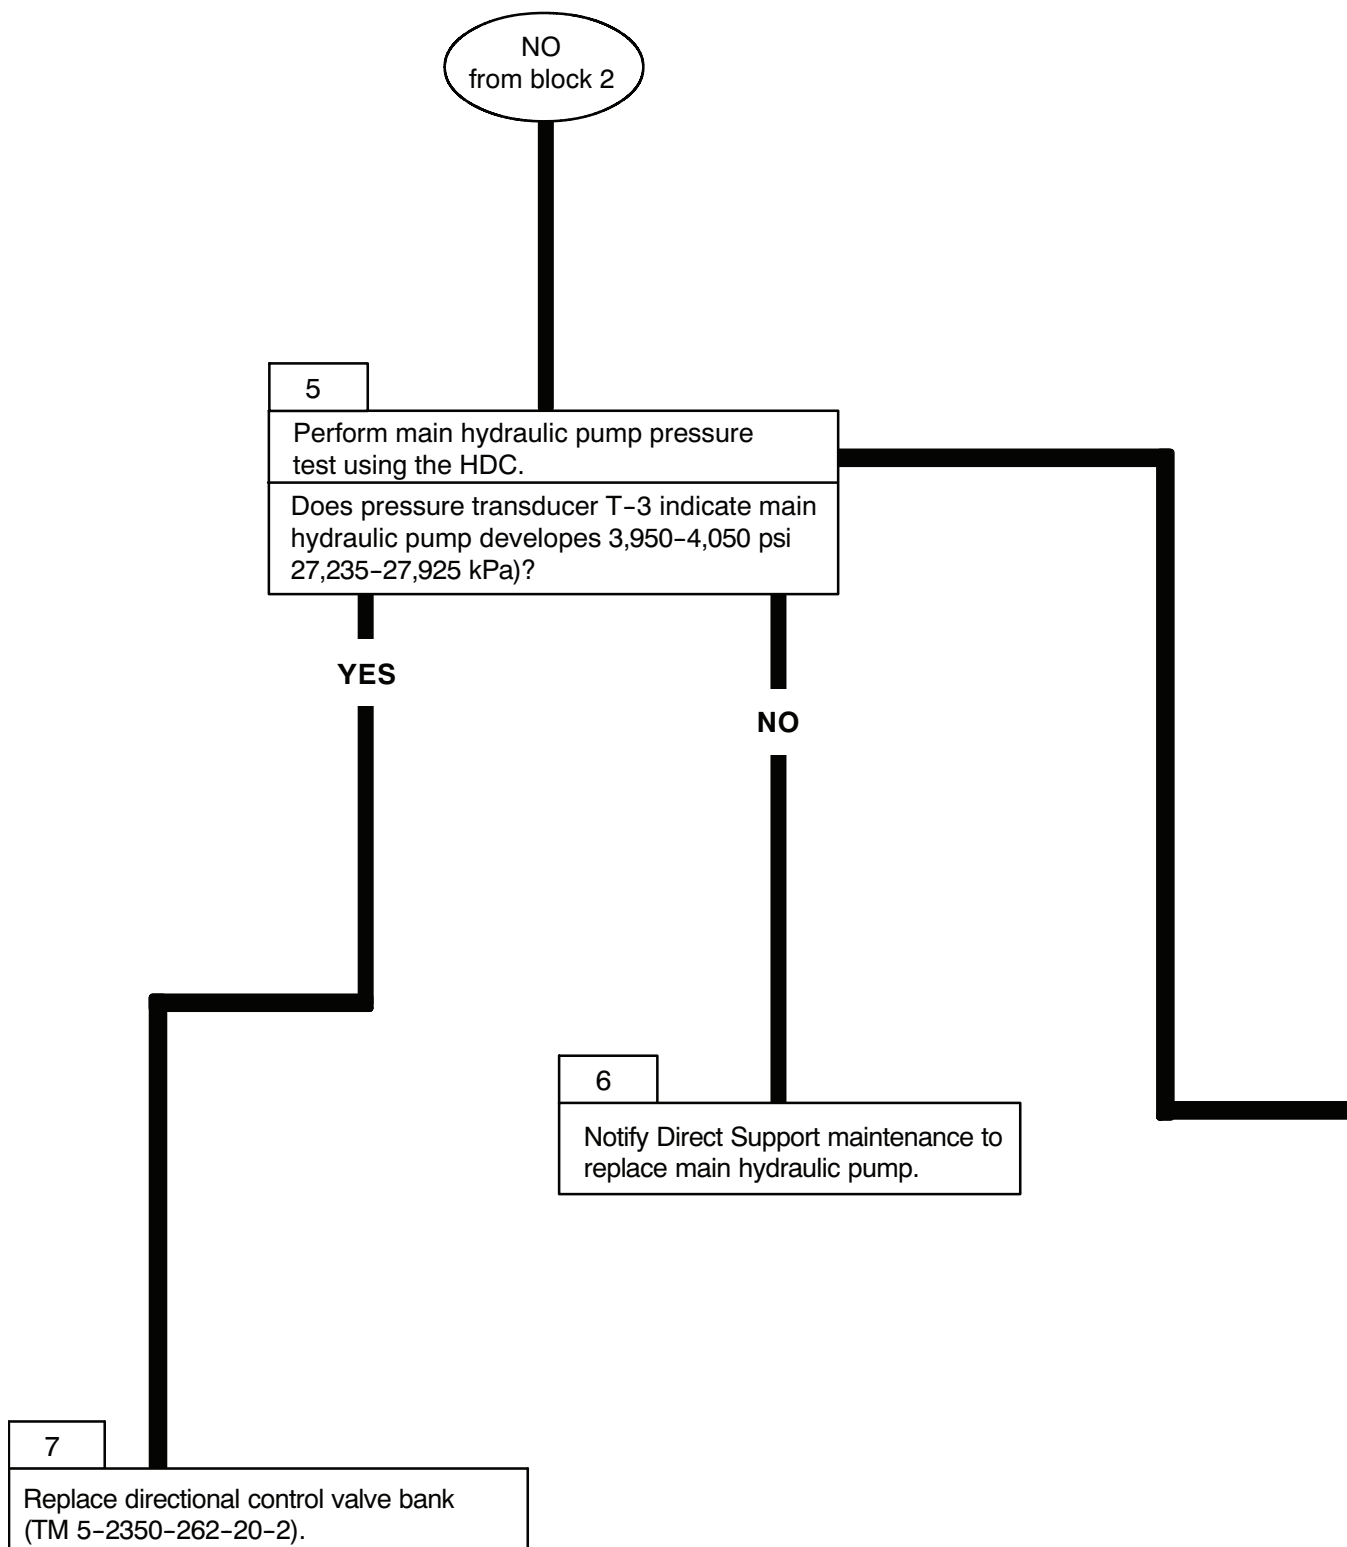 NO
from block 2
5
Perform main hydraulic pump pressure
test using the HDC.
Does pressure transducer T-3 indicate main
hydraulic pump developes 3,950-4,050 psi
27,235-27,925 kPa)?
YES
NO
6
Notify Direct Support maintenance to
replace main hydraulic pump.
7
Replace directional control valve bank
(TM 5-2350-262-20-2).